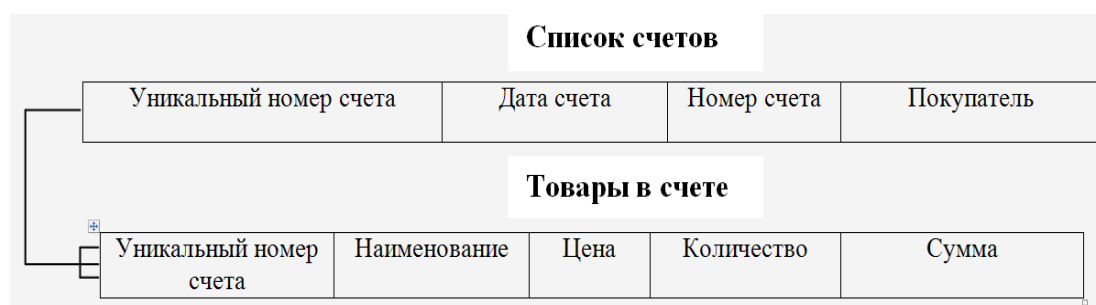 Список счетов
Уникальный номер счета Дата счета Номер счета Покупатель
Товары в счете
Уникальный номер Наименование Цена Количество Сумма
счета